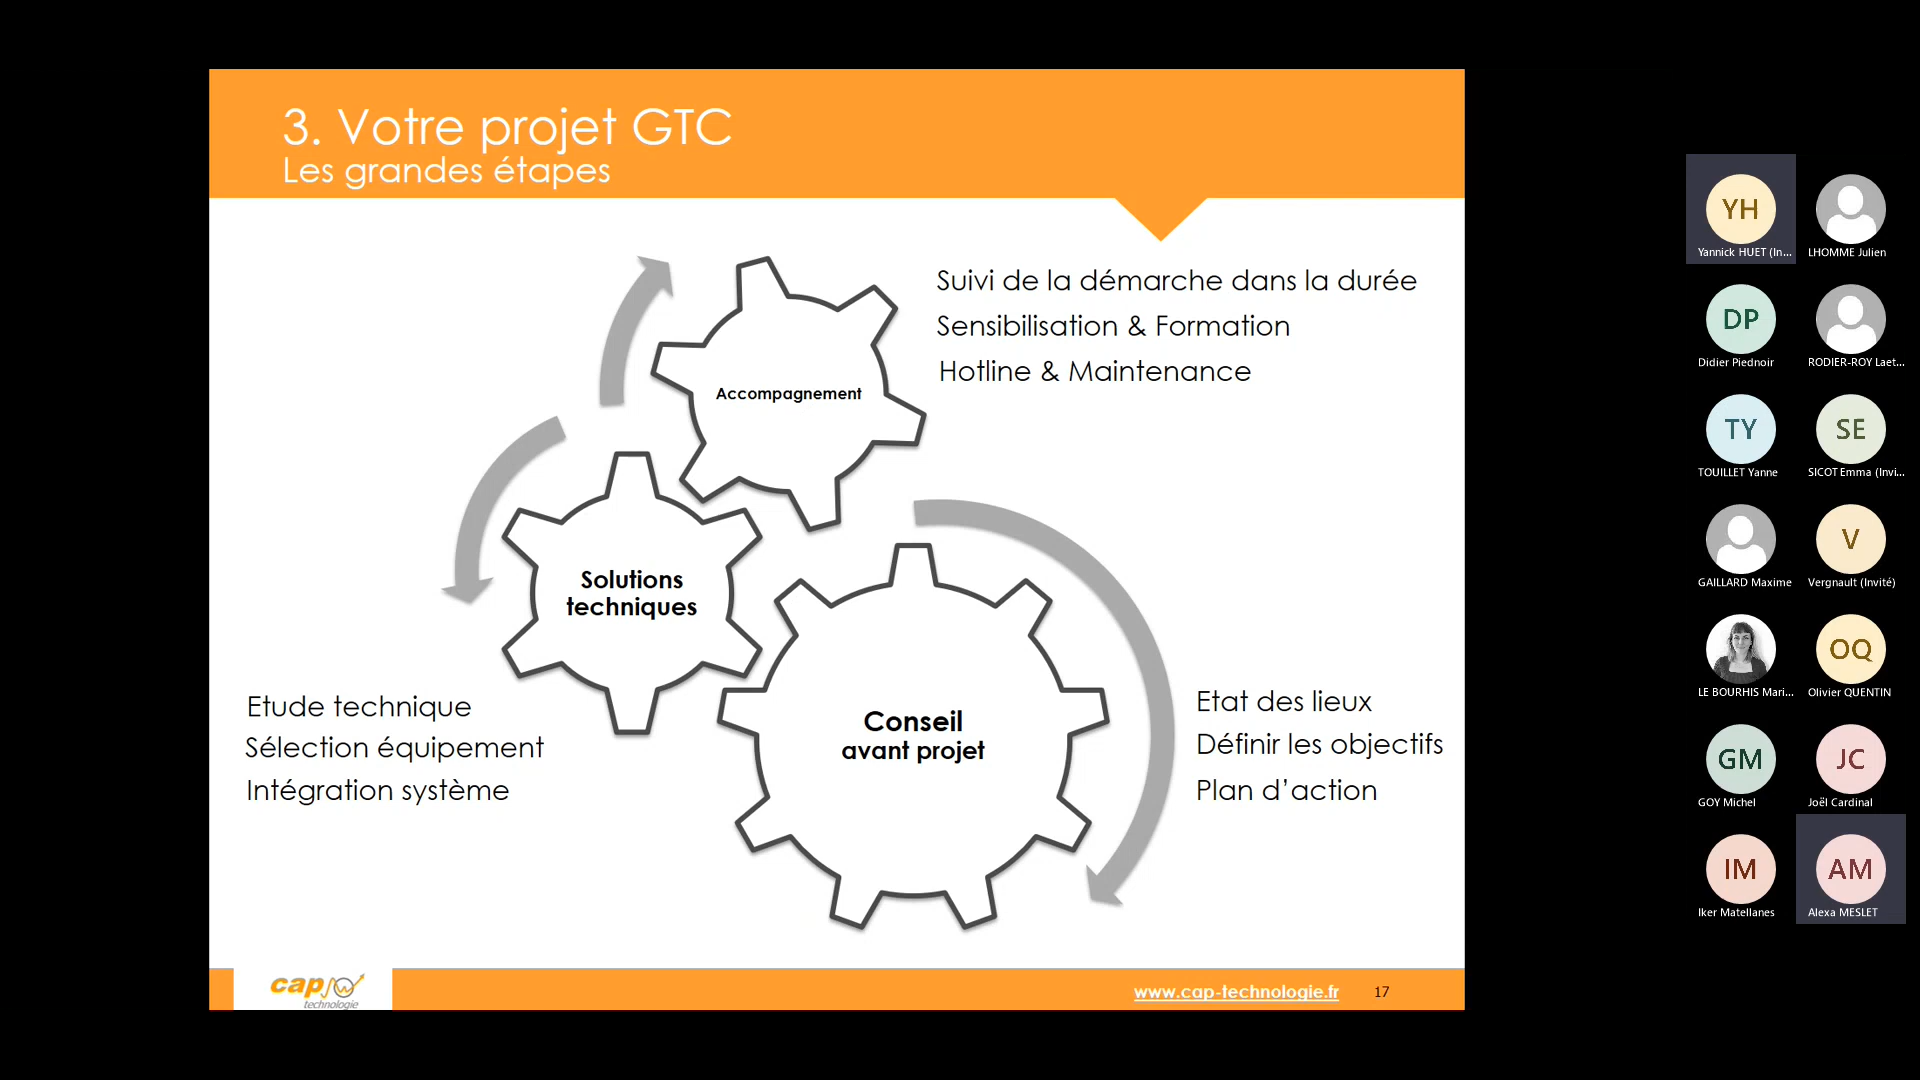 3. Votre projet GTC
Les grandes étapes
Suivi de la démarche dans la durée
Sensibilisation & Formation
Hotline & Maintenance
Accompagnement
Solutions
techniques
Etude technique
Sélection équipement
Intégration système
Conseil
avant projet
Etat des lieux
Définir les objectifs
Plan d’action
cap
technologie
www.cap-technologie.fr
17
YH
Yannick HUET (In...
LHOMME Julien
DP
Didier Piednoir
RODIER-ROY Laet...
TY
TOUILLET Yanne
SE
SICOT Emma (Invi...
GAILLARD Maxime
V
Vergnault (Invité)
LE BOURHIS Mari...
OQ
Olivier QUENTIN
GM
GOY Michel
JC
Joël Cardinal
IM
Iker Matellanes
AM
Alexa MESLET